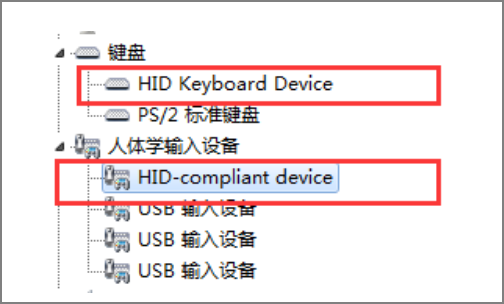 键盘
HID Keyboard Device
PS/2 标准键盘
人体学输入设备
HID-compliant device
USB 输入设备
USB 输入设备
USB 输入设备